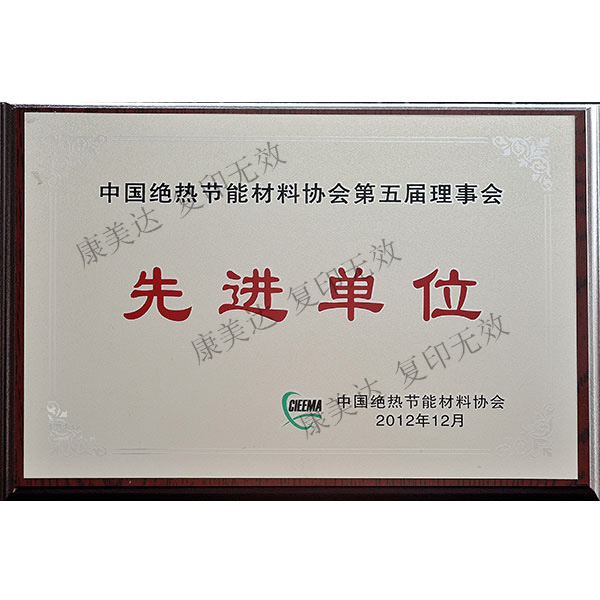 中国绝热节能材料协会第五届理事会
先进单位
CIEEMA
中国绝热节能材料协会
2012年12月
康美达 复印无效
康美达 复印无效
康美达 复印无效